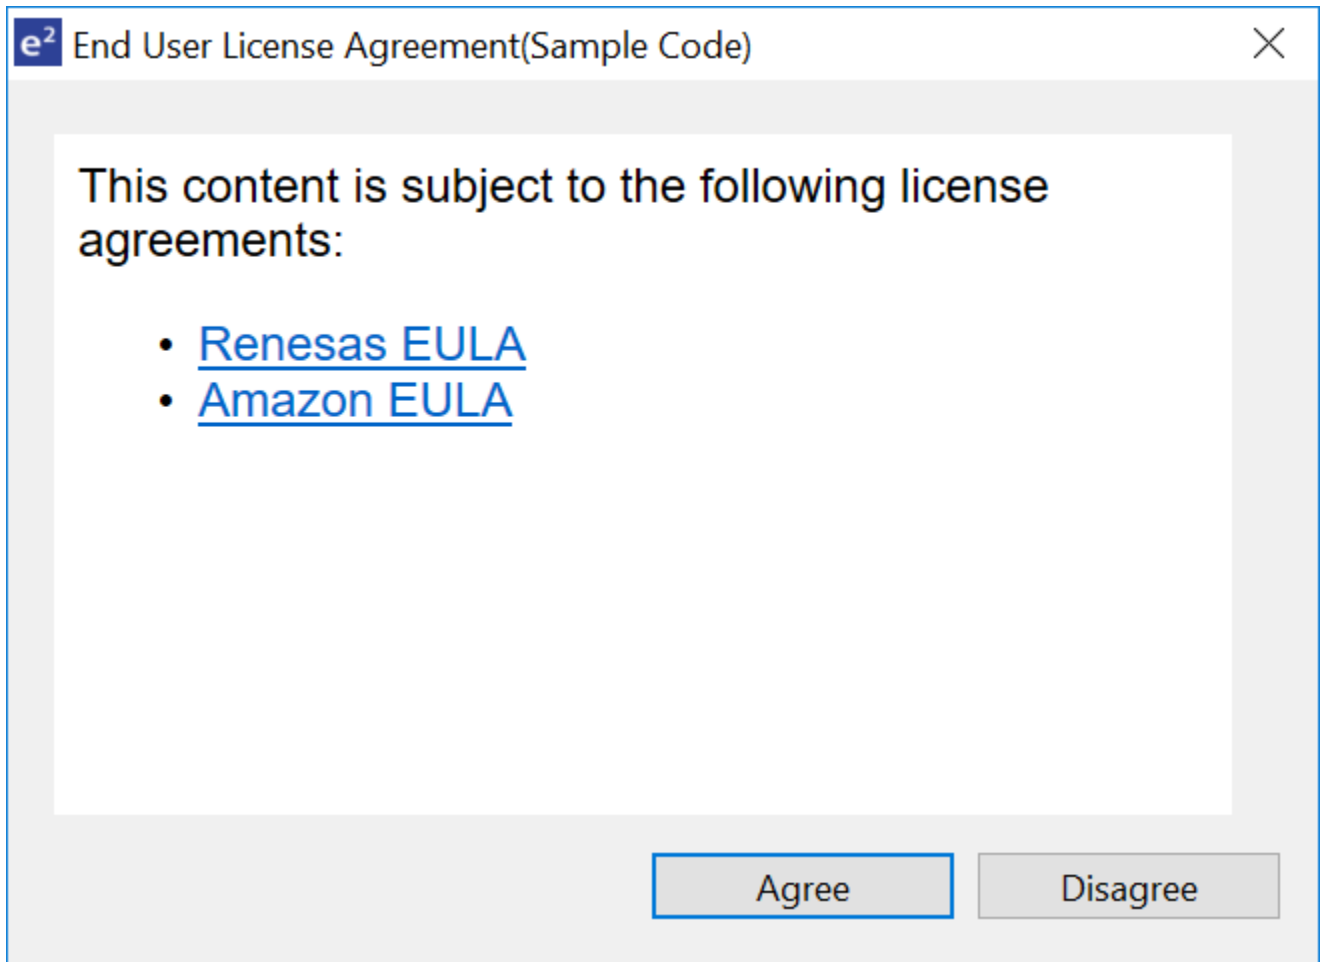 e² End User License Agreement(Sample Code)
This content is subject to the following license
agreements:
• Renesas EULA
• Amazon EULA
Agree Disagree